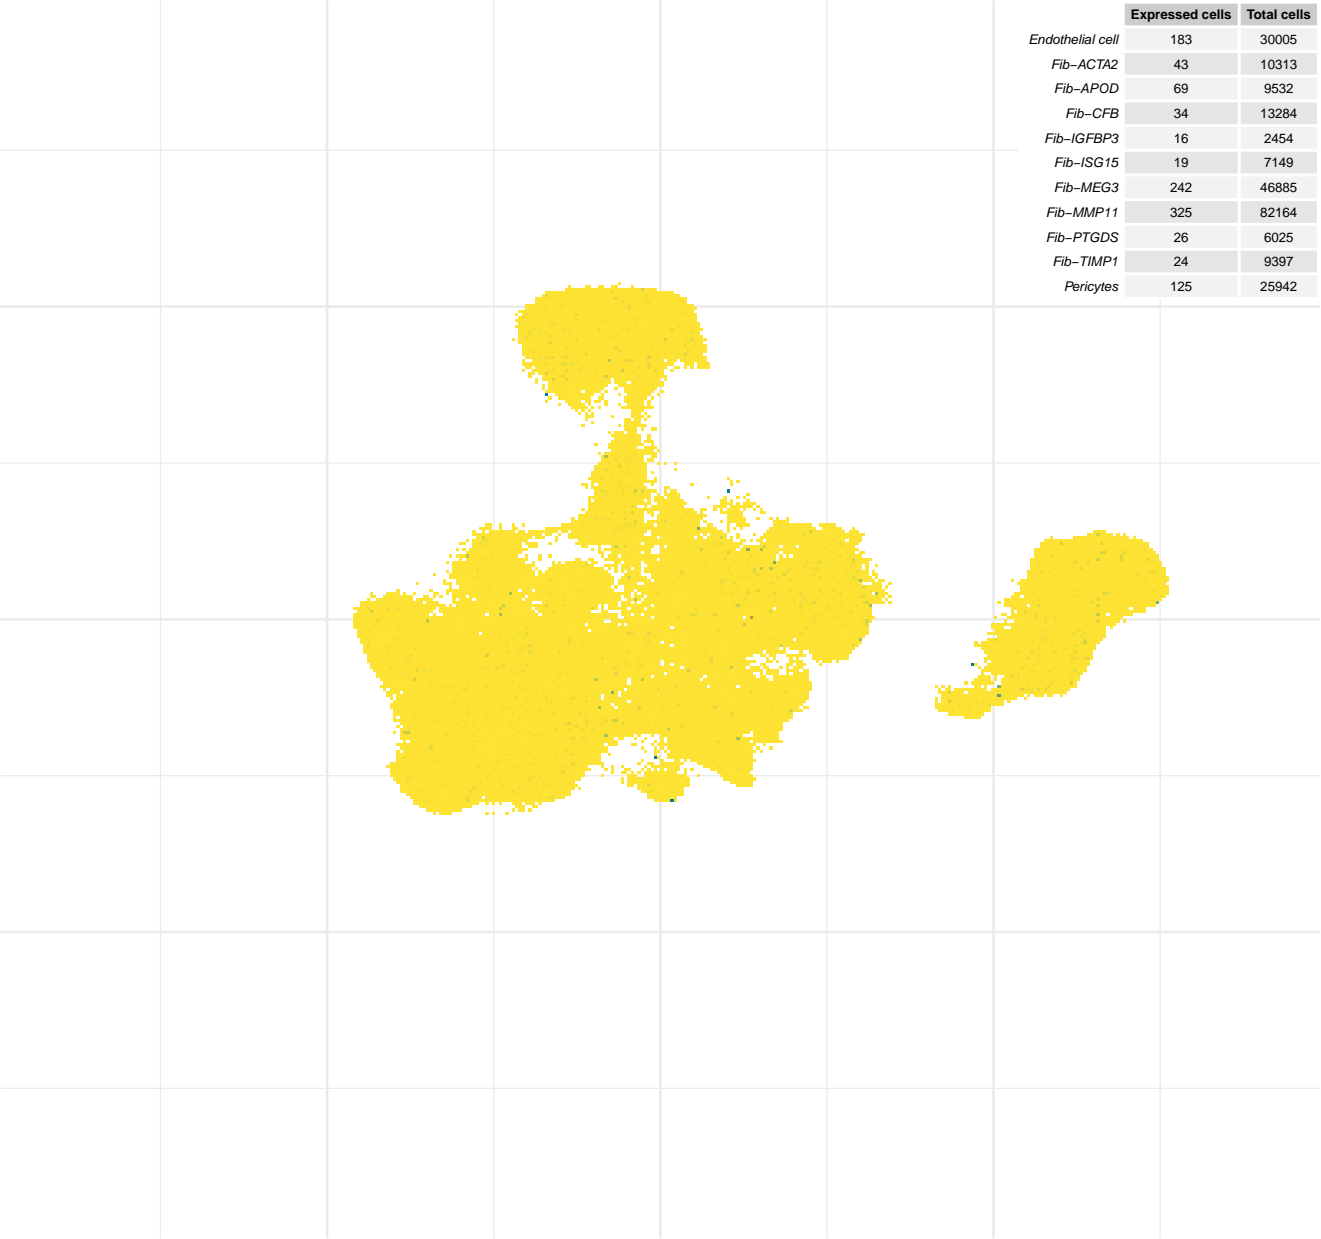 Expressed cells Total cells
Endothelial cell 183 30005
Fib−ACTA2 43 10313
Fib−APOD 69 9532
Fib−CFB 34 13284
Fib−IGFBP3 16 2454
Fib−ISG15 19 7149
Fib−MEG3 242 46885
Fib−MMP11 325 82164
Fib−PTGDS 26 6025
Fib−TIMP1 24 9397
Pericytes 125 25942